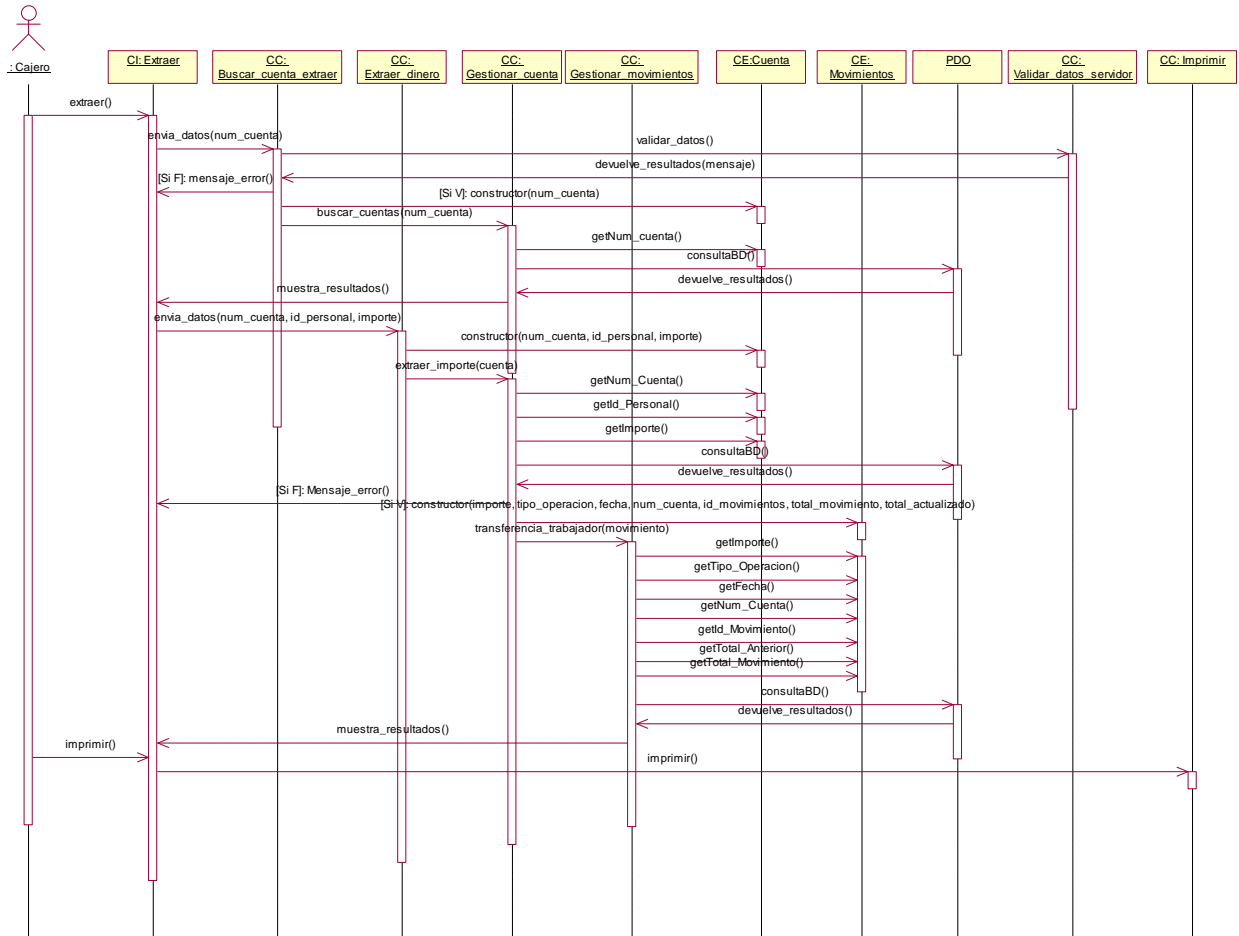 : Cajero
CI: Extraer
CC:
Buscar_cuenta_extraer
CC:
Extraer_dinero
CC:
Gestionar_cuenta
CC:
Gestionar_movimientos
CE:Cuenta
CE:
Movimientos
PDO
CC:
Validar_datos_servidor
CC: Imprimir
extraer()
envia_datos(num_cuenta)
validar_datos()
devuelve_resultados(mensaje)
[Si F]: mensaje_error()
[Si V]: constructor(num_cuenta)
buscar_cuentas(num_cuenta)
getNum_cuenta()
consultaBD()
devuelve_resultados()
muestra_resultados()
envia_datos(num_cuenta, id_personal, importe)
constructor(num_cuenta, id_personal, importe)
extraer_importe(cuenta)
getNum_Cuenta()
getId_Personal()
getImporte()
consultaBD()
devuelve_resultados()
[Si F]: Mensaje_error()
[Si V]: constructor(importe, tipo_operacion, fecha, num_cuenta, id_movimientos, total_movimiento, total_actualizado)
transferencia_trabajador(movimiento)
getImporte()
getTipo_Operacion()
getFecha()
getNum_Cuenta()
getId_Movimiento()
getTotal_Anterior()
getTotal_Movimiento()
consultaBD()
devuelve_resultados()
muestra_resultados()
imprimir()
imprimir()